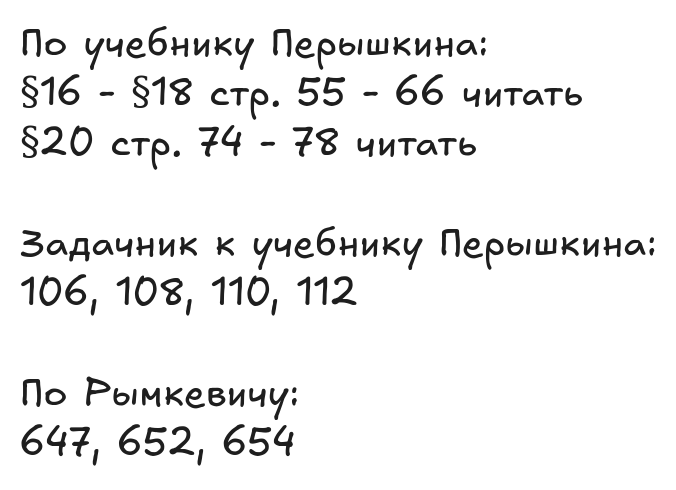 По учебнику Перышкина:
§16 - §18 стр. 55 - 66 читать
§20 стр. 74 - 78 читать
Задачник к учебнику Перышкина:
106, 108, 110, 112
По Рымкевичу:
647, 652, 654